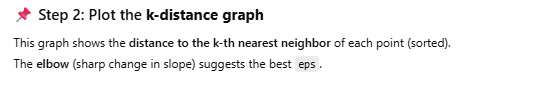 📌 Step 2: Plot the k-distance graph
This graph shows the distance to the k-th nearest neighbor of each point (sorted).
The elbow (sharp change in slope) suggests the best eps.